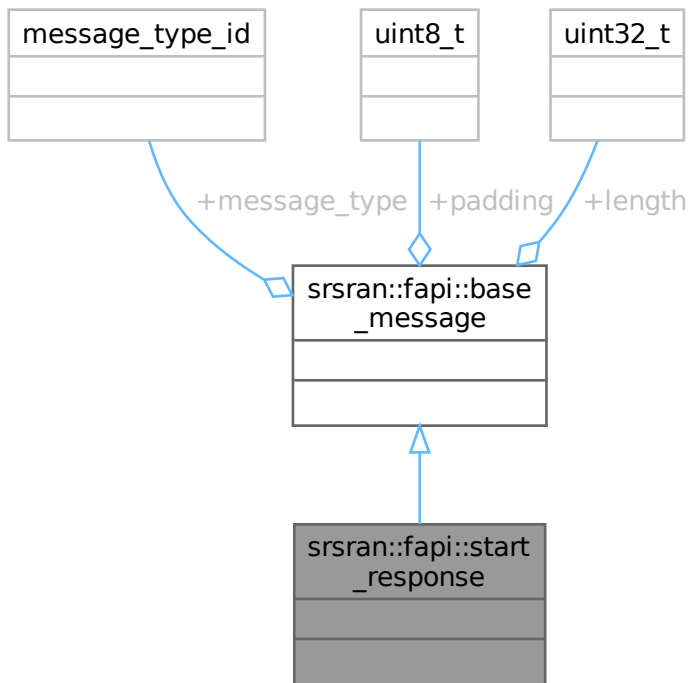 message_type_id
uint8_t
uint32_t
+message_type
+padding
+length
srsran::fapi::base
_message
srsran::fapi::start
_response